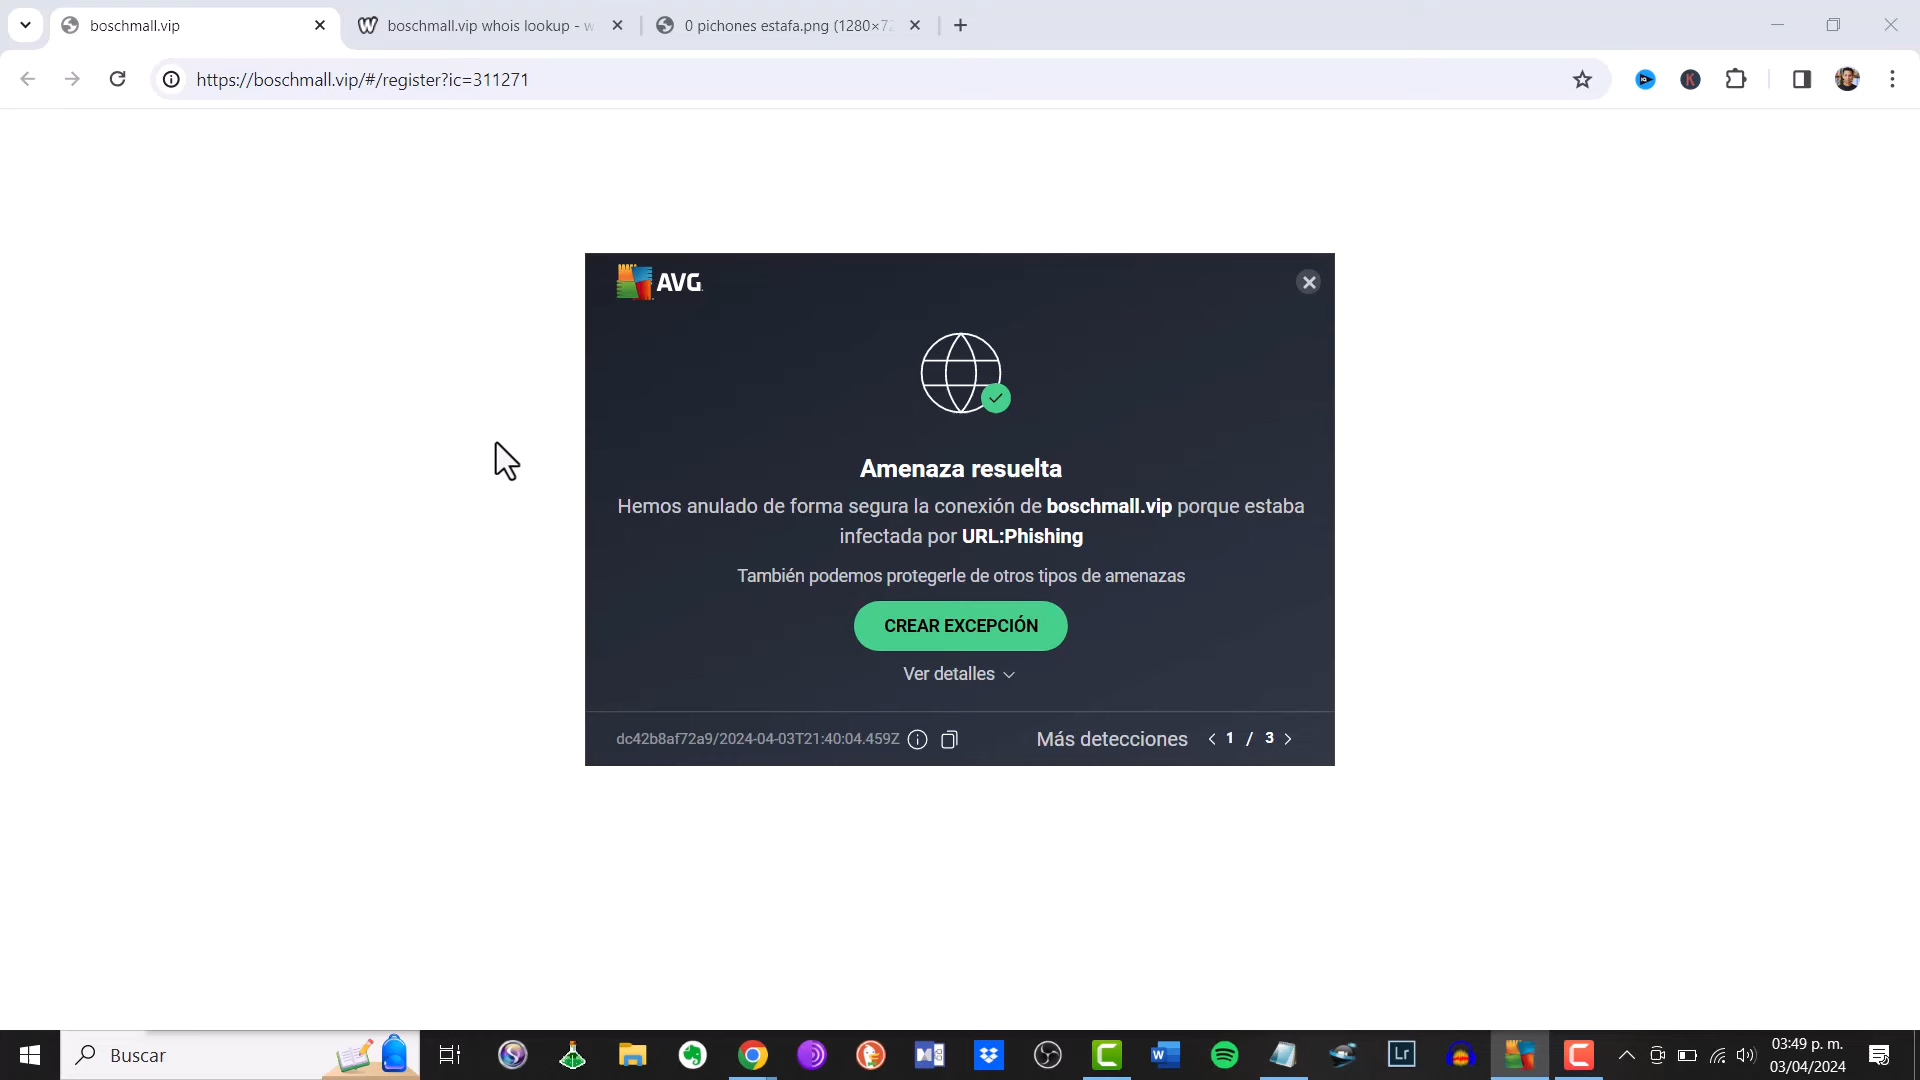 boschmall.vip
boschmall.vip whois lookup - w
0 pichones estafa.png (1280×72
https://boschmall.vip/#/register?ic=311271
K
AVG
Amenaza resuelta
Hemos anulado de forma segura la conexión de boschmall.vip porque estaba
infectada por URL:Phishing
También podemos protegerle de otros tipos de amenazas
CREAR EXCEPCIÓN
Ver detalles
dc42b8af72a9/2024-04-03T21:40:04.459Z
Más detecciones
1 / 3
Buscar
Lr
03:49 p. m.
03/04/2024